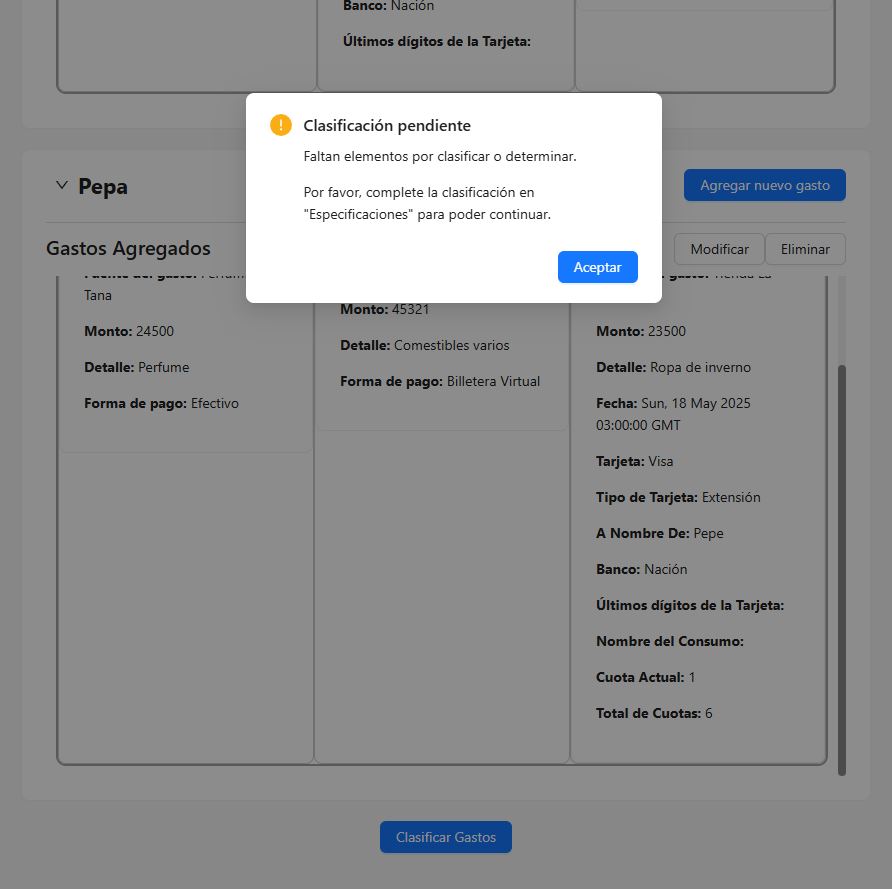 Banco: Nación
Últimos dígitos de la Tarjeta:
Clasificación pendiente
Faltan elementos por clasificar o determinar.
Por favor, complete la clasificación en
"Especificaciones" para poder continuar.
Aceptar
Pepa
Agregar nuevo gasto
Gastos Agregados
Modificar
Eliminar
Tana
Monto: 24500
Detalle: Perfume
Forma de pago: Efectivo
Monto: 45321
Detalle: Comestibles varios
Forma de pago: Billetera Virtual
gasto: Tienda La
Monto: 23500
Detalle: Ropa de inverno
Fecha: Sun, 18 May 2025
03:00:00 GMT
Tarjeta: Visa
Tipo de Tarjeta: Extensión
A Nombre De: Pepe
Banco: Nación
Últimos dígitos de la Tarjeta:
Nombre del Consumo:
Cuota Actual: 1
Total de Cuotas: 6
Clasificar Gastos